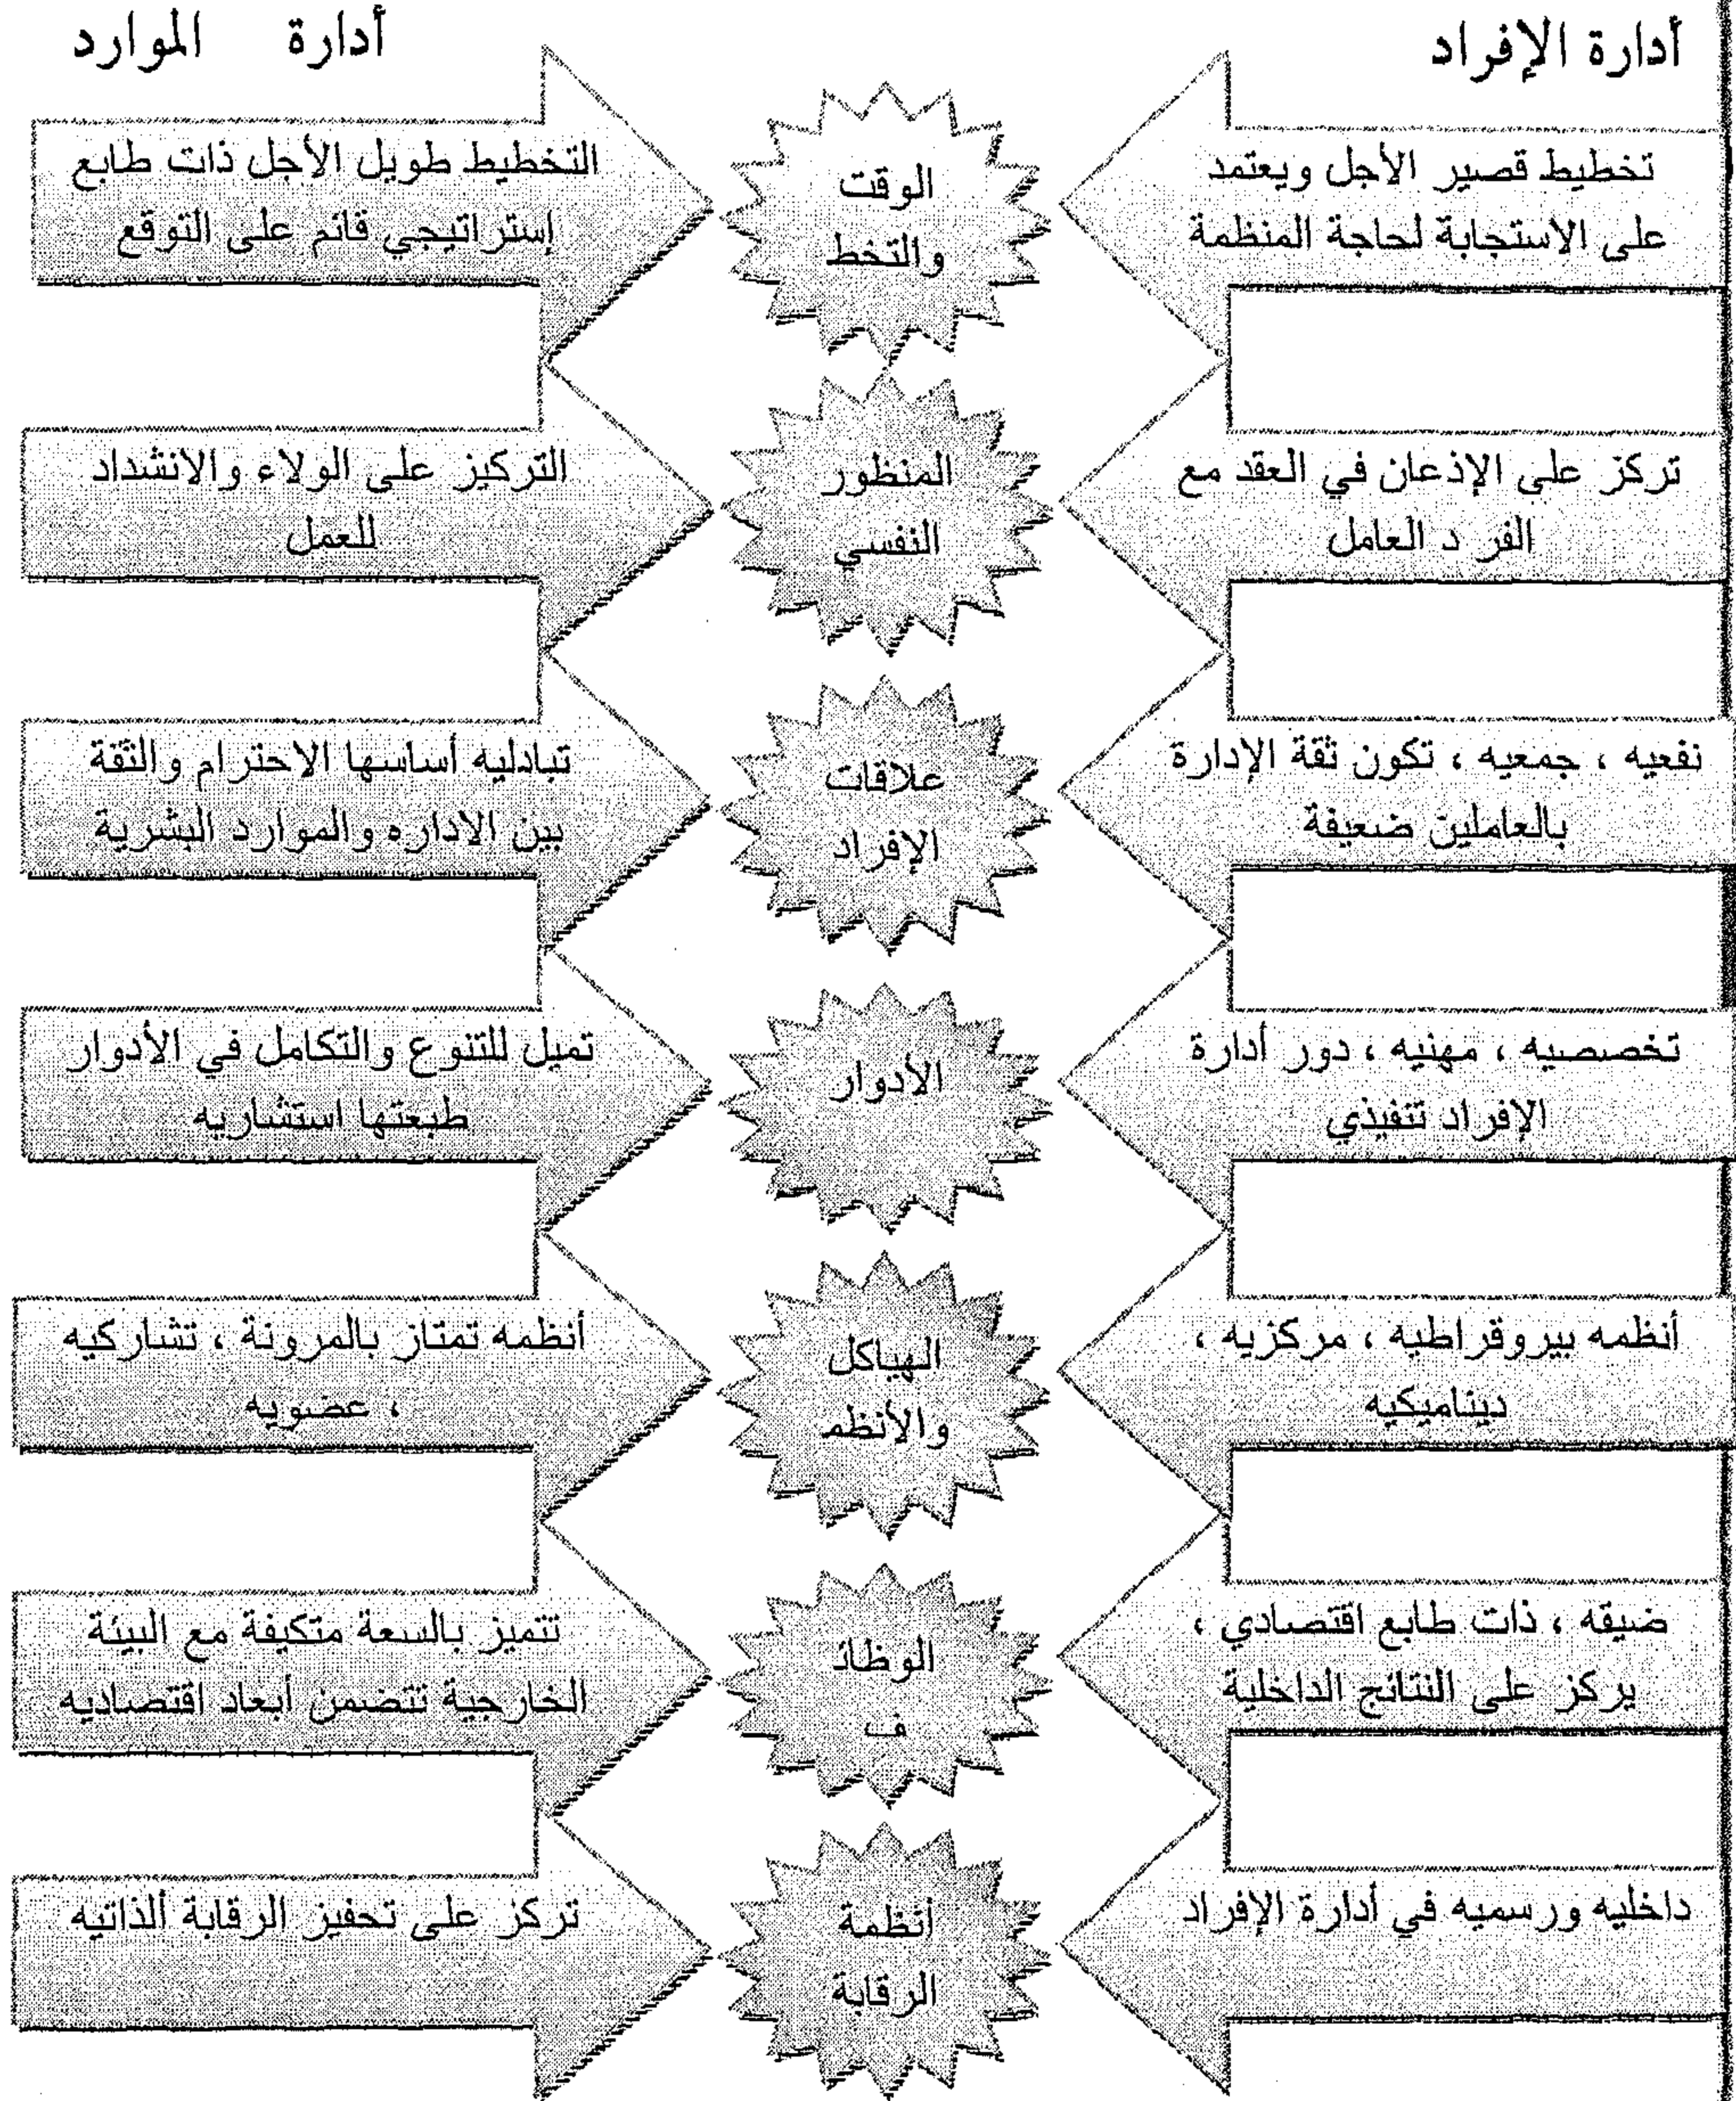 أدارة الإفراد
أدارة الموارد
تخطيط قصير الأجل ويعتمد
على الاستجابة لحاجة المنظمة
الوقت
والتخط
التخطيط طويل الأجل ذات طابع
إستراتيجي قائم على التوقع
تركز على الإذعان في العقد مع
الفر د العامل
المنظور
النفسي
التركيز على الولاء والانشداد
للعمل
نفعيه ، جمعيه ، تكون ثقة الإدارة
بالعاملين ضعيفة
علاقات
الإفراد
تبادليه أساسها الاحترام والثقة
بين الاداره والموارد البشرية
تخصصيه ، مهنيه ، دور أدارة
الإفراد تنفيذي
الأدوار
تميل للتنوع والتكامل في الأدوار
طبعتها استشاريه
أنظمه بيروقراطيه ، مركزيه ،
ديناميكيه
الهياكل
والأنظم
أنظمه تمتاز بالمرونة ، تشاركيه
، عضويه
ضيقه ، ذات طابع اقتصادي ،
يركز على النتائج الداخلية
الوظائ
ف
تتميز بالسعة متكيفة مع البيئة
الخارجية تتضمن أبعاد اقتصاديه
داخليه ورسميه في أدارة الإفراد
أنظمة
الرقابة
تركز على تحفيز الرقابة ألذاتيه